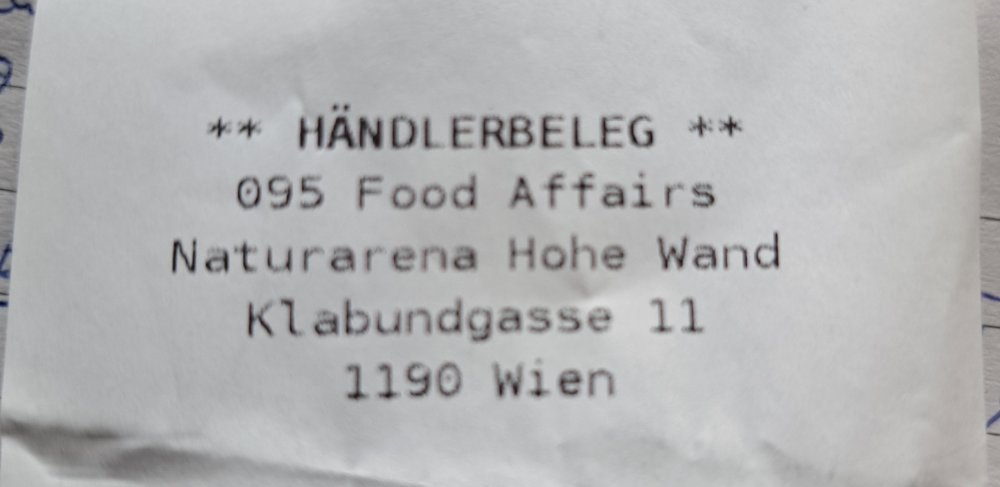 ** HÄNDLERBELEG **
095 Food Affairs
Naturarena Hohe Wand
Klabundgasse 11
1190 Wien